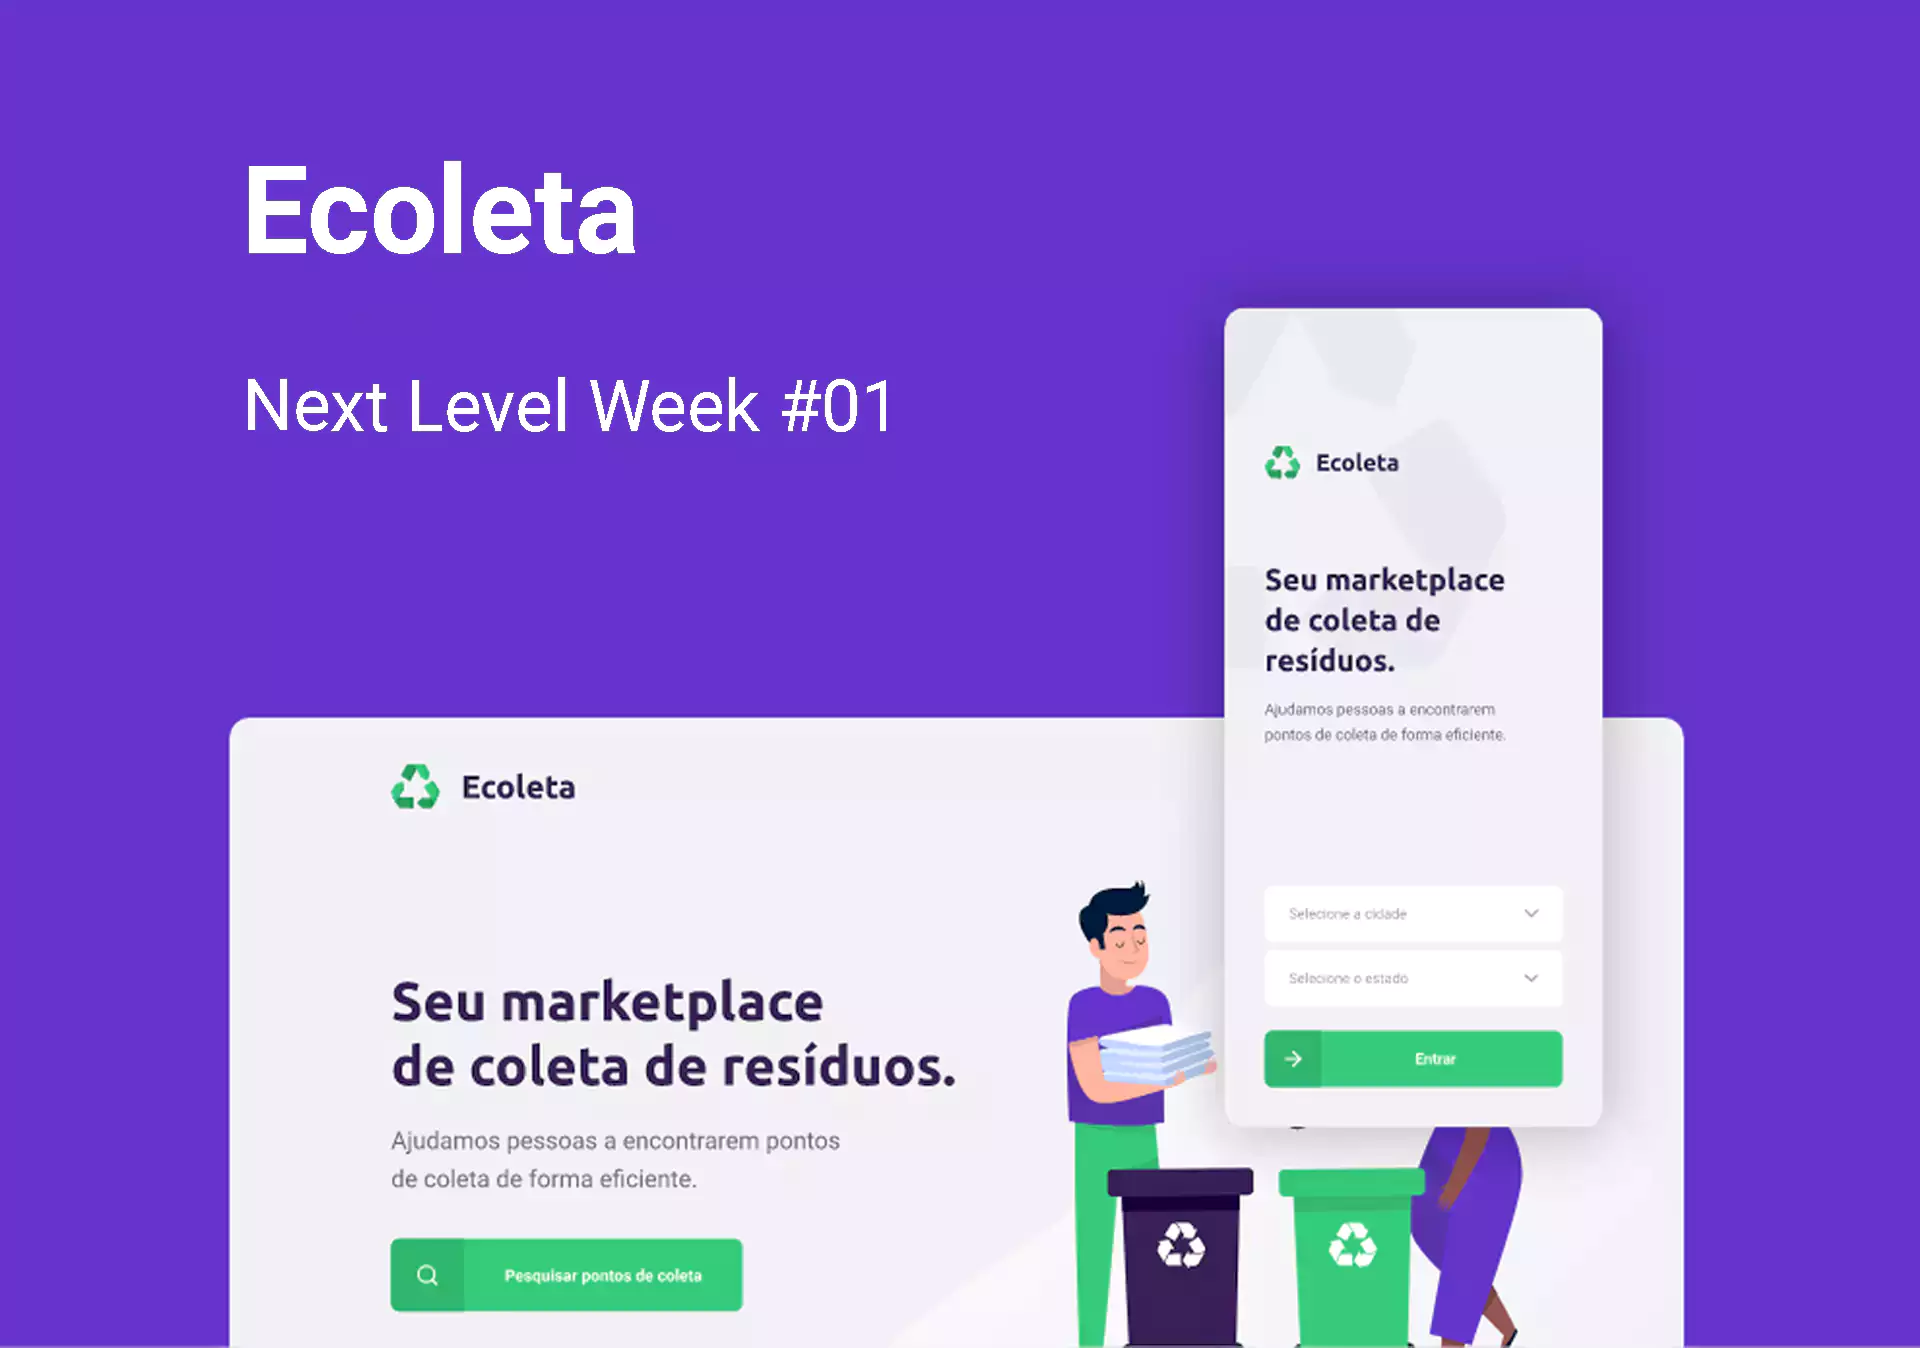 Ecoleta
Next Level Week #01
Ecoleta
Seu marketplace
de coleta de
resíduos.
Ajudamos pessoas a encontrarem
pontos de coleta de forma eficiente.
Selecione a cidade
Selecione o estado
Entrar
Ecoleta
Seu marketplace
de coleta de resíduos.
Ajudamos pessoas a encontrarem pontos
de coleta de forma eficiente.
Pesquisar pontos de coleta